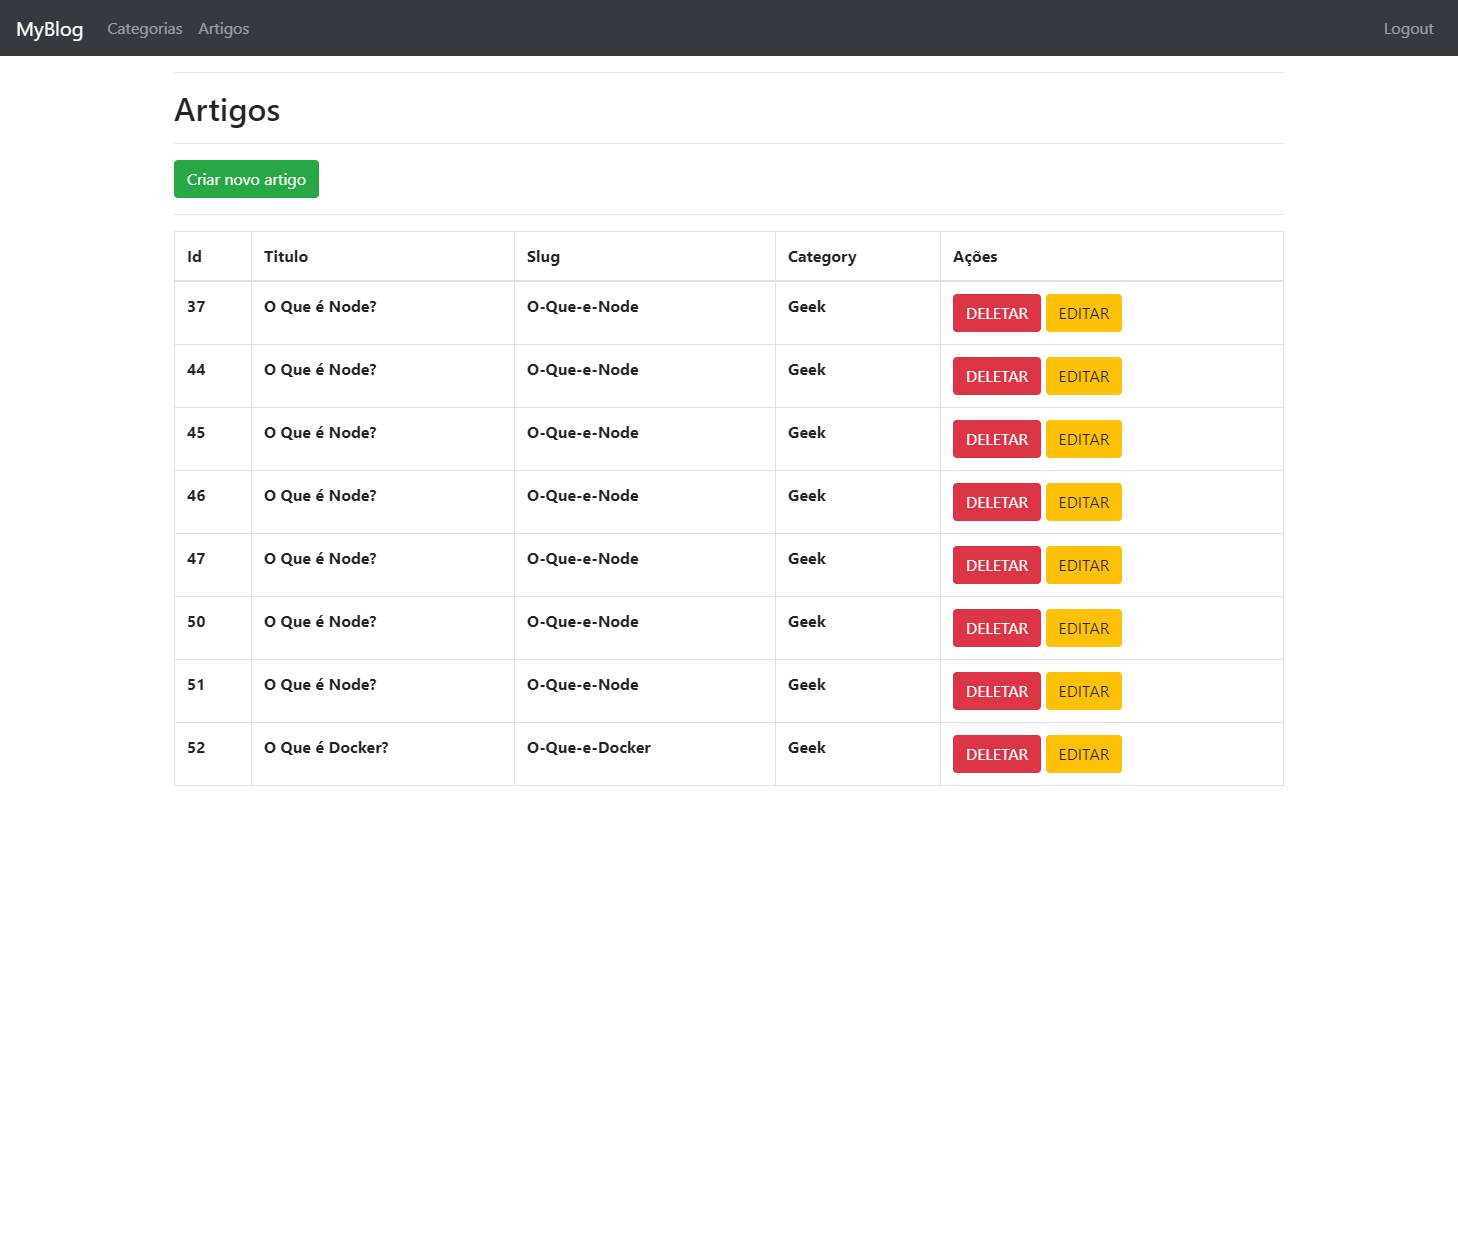 MyBlog Categorias Artigos Logout
Artigos
Criar novo artigo
Id Titulo Slug Category Ações
37 O Que é Node? O-Que-e-Node Geek DELETAR EDITAR
44 O Que é Node? O-Que-e-Node Geek DELETAR EDITAR
45 O Que é Node? O-Que-e-Node Geek DELETAR EDITAR
46 O Que é Node? O-Que-e-Node Geek DELETAR EDITAR
47 O Que é Node? O-Que-e-Node Geek DELETAR EDITAR
50 O Que é Node? O-Que-e-Node Geek DELETAR EDITAR
51 O Que é Node? O-Que-e-Node Geek DELETAR EDITAR
52 O Que é Docker? O-Que-e-Docker Geek DELETAR EDITAR